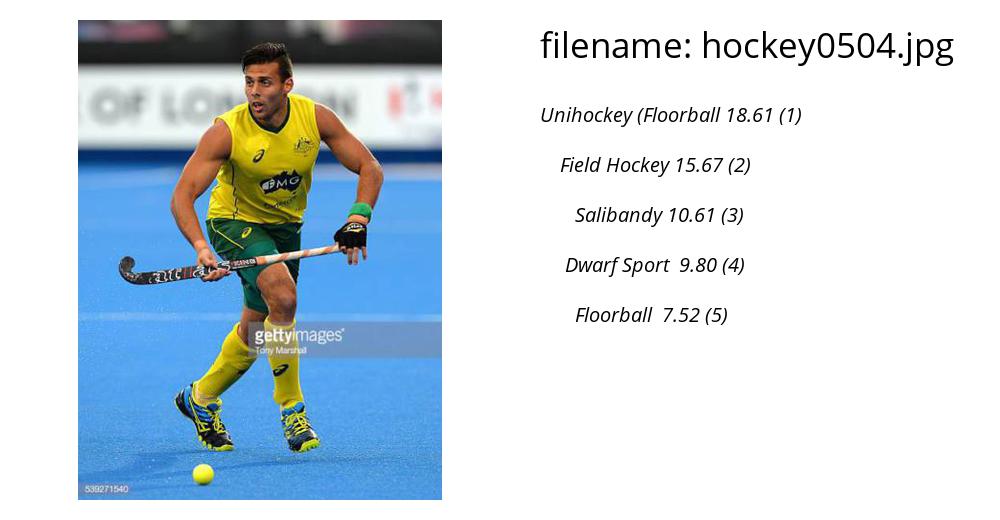 filename: hockey0504.jpg
Unihockey (Floorball 18.61 (1)
Field Hockey 15.67 (2)
Salibandy 10.61 (3)
Dwarf Sport 9.80 (4)
Floorball 7.52 (5)
OF LON
FMG
gettyimages®
Tony Marshall
539271540